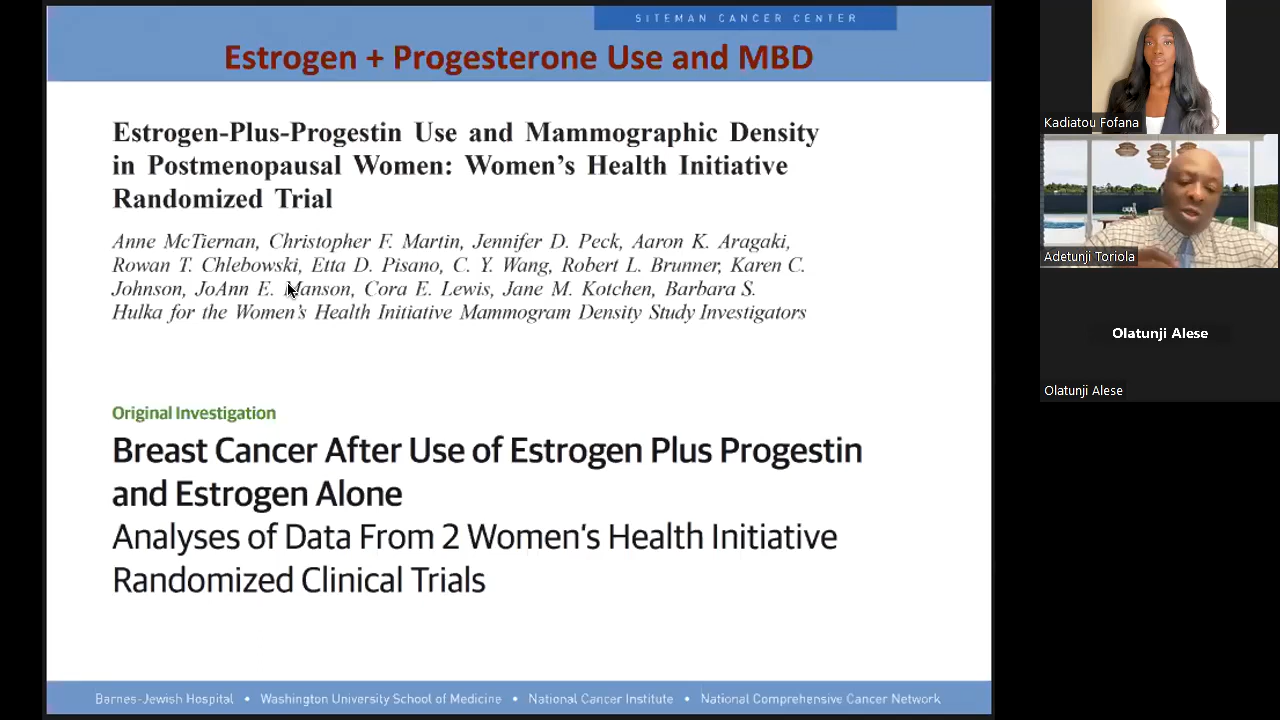 SITEMAN CANCER CENTER
Estrogen + Progesterone Use and MBD
Estrogen-Plus-Progestin Use and Mammographic Density
in Postmenopausal Women: Women's Health Initiative
Randomized Trial
Anne McTiernan, Christopher F. Martin, Jennifer D. Peck, Aaron K. Aragaki,
Rowan T. Chlebowski, Etta D. Pisano, C. Y. Wang, Robert L. Brunner, Karen C.
Johnson, JoAnn E. Manson, Cora E. Lewis, Jane M. Kotchen, Barbara S.
Hulka for the Women's Health Initiative Mammogram Density Study Investigators
Original Investigation
Breast Cancer After Use of Estrogen Plus Progestin
and Estrogen Alone
Analyses of Data From 2 Women's Health Initiative
Randomized Clinical Trials
Barnes-Jewish Hospital • Washington University School of Medicine • National Cancer Institute • National Comprehensive Cancer Network
Kadiatou Fofana
Adetunji Toriola
Olatunji Alese
Olatunji Alese